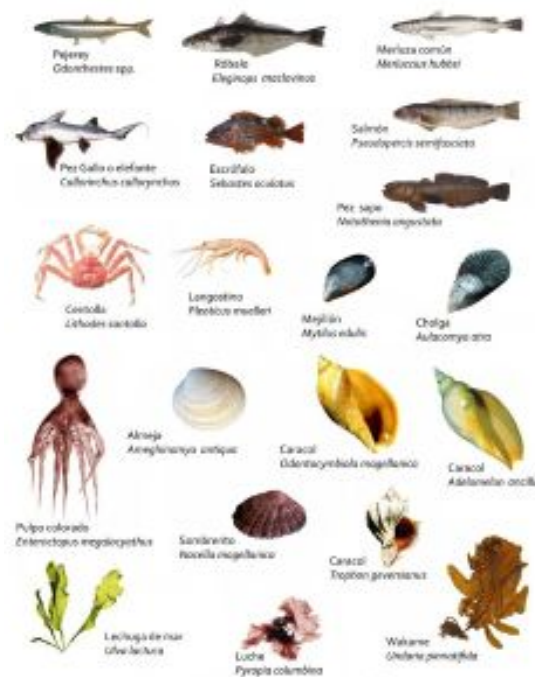 Pejerey
Odonthestes spp.
Róbalo
Eleginops maclovinus
Merluza común
Merluccius hubbsi
Pez Gallo o elefante
Callorinchus callorynchus
Escrófalo
Sebastes oculatus
Salmón
Pseudopercis semifasciata
Pez sapo
Notothenia angustata
Centolla
Lithodes santolla
Langostino
Pleoticus muelleri
Mejillón
Mytilus edulis
Cholga
Aulacomya atra
Pulpo colorado
Enteroctopus megalocyathus
Almeja
Ameghinomya antiqua
Caracol
Odontocymbiola magellanica
Caracol
Adelomelon ancilla
Sombrerito
Nacella magellanica
Caracol
Trophon geversianus
Lechuga de mar
Ulva lactuca
Luche
Pyropia columbina
Wakame
Undaria pinnatifida